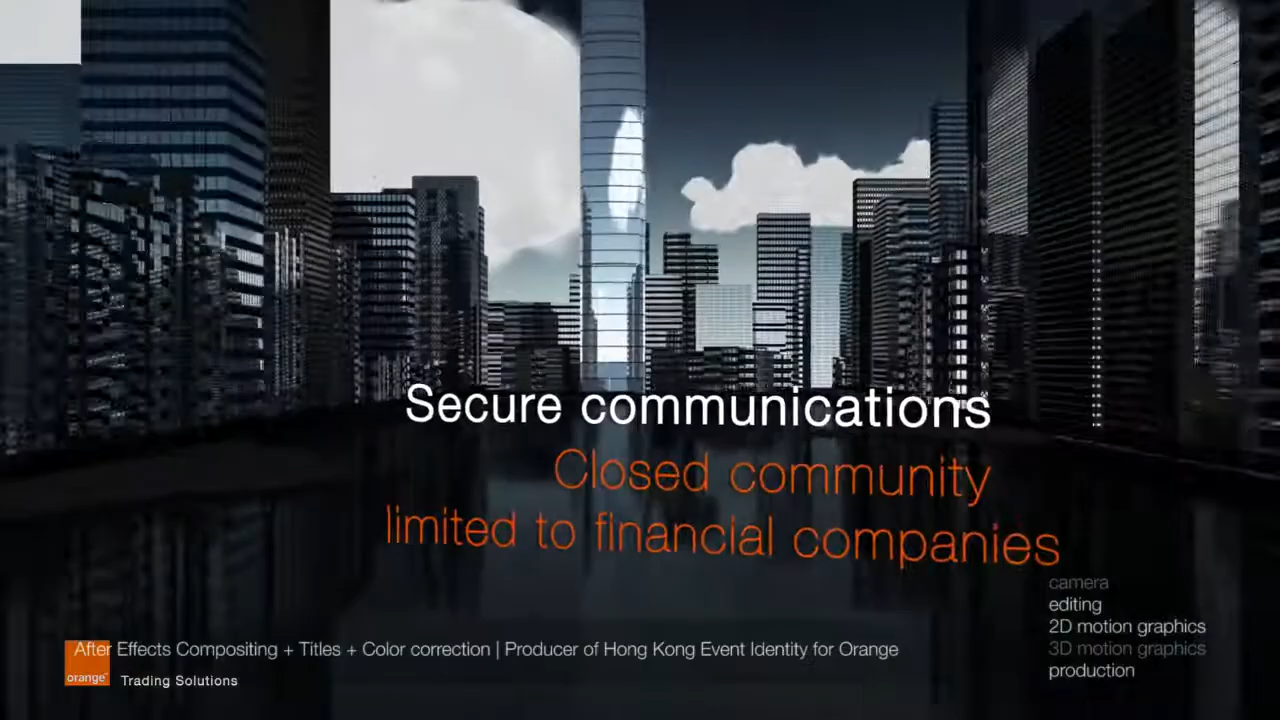 Secure communications
Closed community
limited to financial companies
camera
editing
2D motion graphics
3D motion graphics
production
After Effects Compositing + Titles + Color correction | Producer of Hong Kong Event Identity for Orange
orange™
Trading Solutions